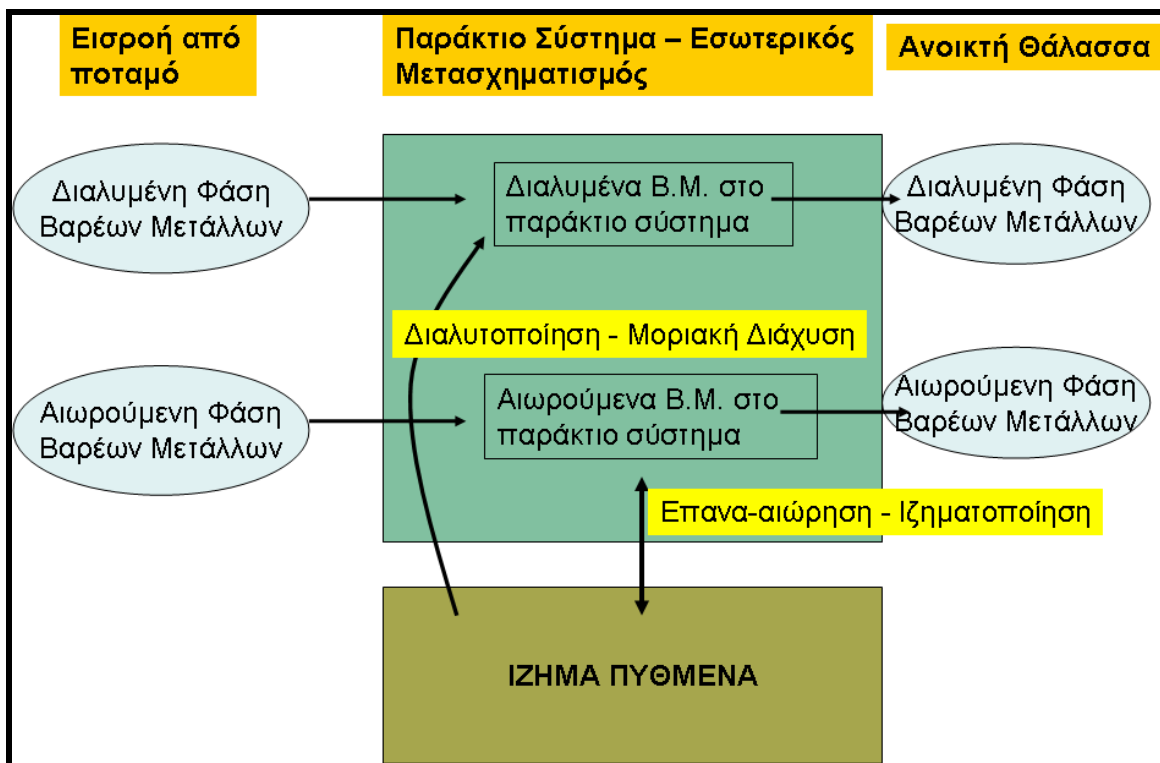 Εισροή από
ποταμό
Παράκτιο Σύστημα – Εσωτερικός
Μετασχηματισμός
Ανοικτή Θάλασσα
Διαλυμένη Φάση
Βαρέων Μετάλλων
Διαλυμένα Β.Μ. στο
παράκτιο σύστημα
Διαλυμένη Φάση
Βαρέων Μετάλλων
Διαλυτοποίηση - Μοριακή Διάχυση
Αιωρούμενη Φάση
Βαρέων Μετάλλων
Αιωρούμενα Β.Μ. στο
παράκτιο σύστημα
Αιωρούμενη Φάση
Βαρέων Μετάλλων
Επανα-αιώρηση - Ιζηματοποίηση
ΙΖΗΜΑ ΠΥΘΜΕΝΑ